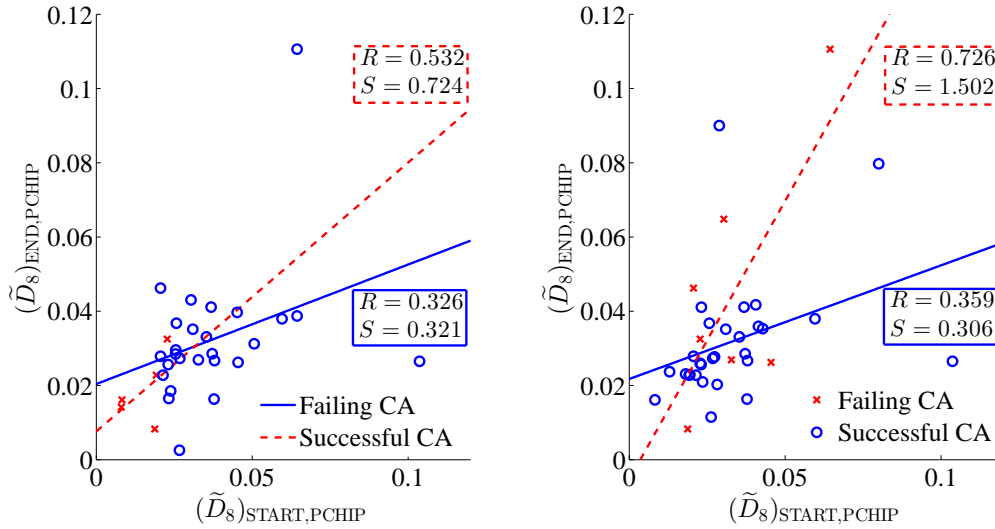 0.12
0.1
0.08
0.06
0.04
0.02
0
(D̃₈)END,PCHIP
R = 0.532
S = 0.724
R = 0.326
S = 0.321
Failing CA
Successful CA
0
0.05
0.1
(D̃₈)START,PCHIP
0.12
0.1
0.08
0.06
0.04
0.02
0
(D̃₈)END,PCHIP
R = 0.726
S = 1.502
R = 0.359
S = 0.306
Failing CA
Successful CA
0
0.05
0.1
(D̃₈)START,PCHIP